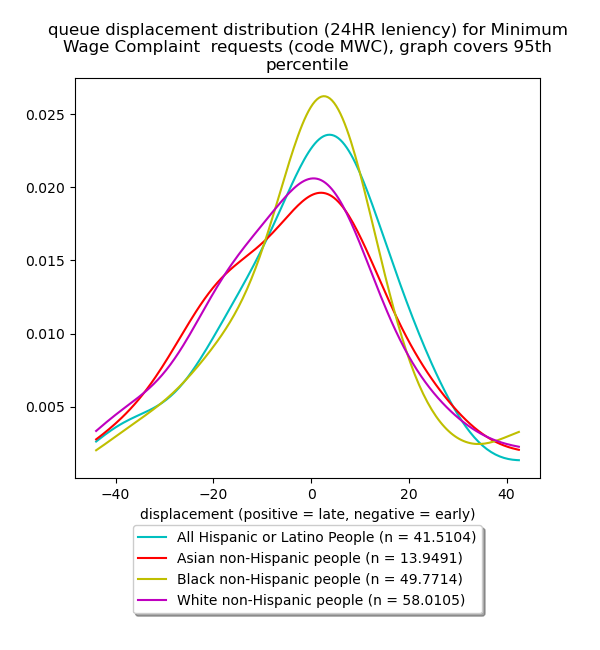 queue displacement distribution (24HR leniency) for Minimum
Wage Complaint  requests (code MWC), graph covers 95th
percentile
0.025
0.020
0.015
0.010
0.005
−40 −20 0 20 40
displacement (positive = late, negative = early)
All Hispanic or Latino People (n = 41.5104)
Asian non-Hispanic people (n = 13.9491)
Black non-Hispanic people (n = 49.7714)
White non-Hispanic people (n = 58.0105)